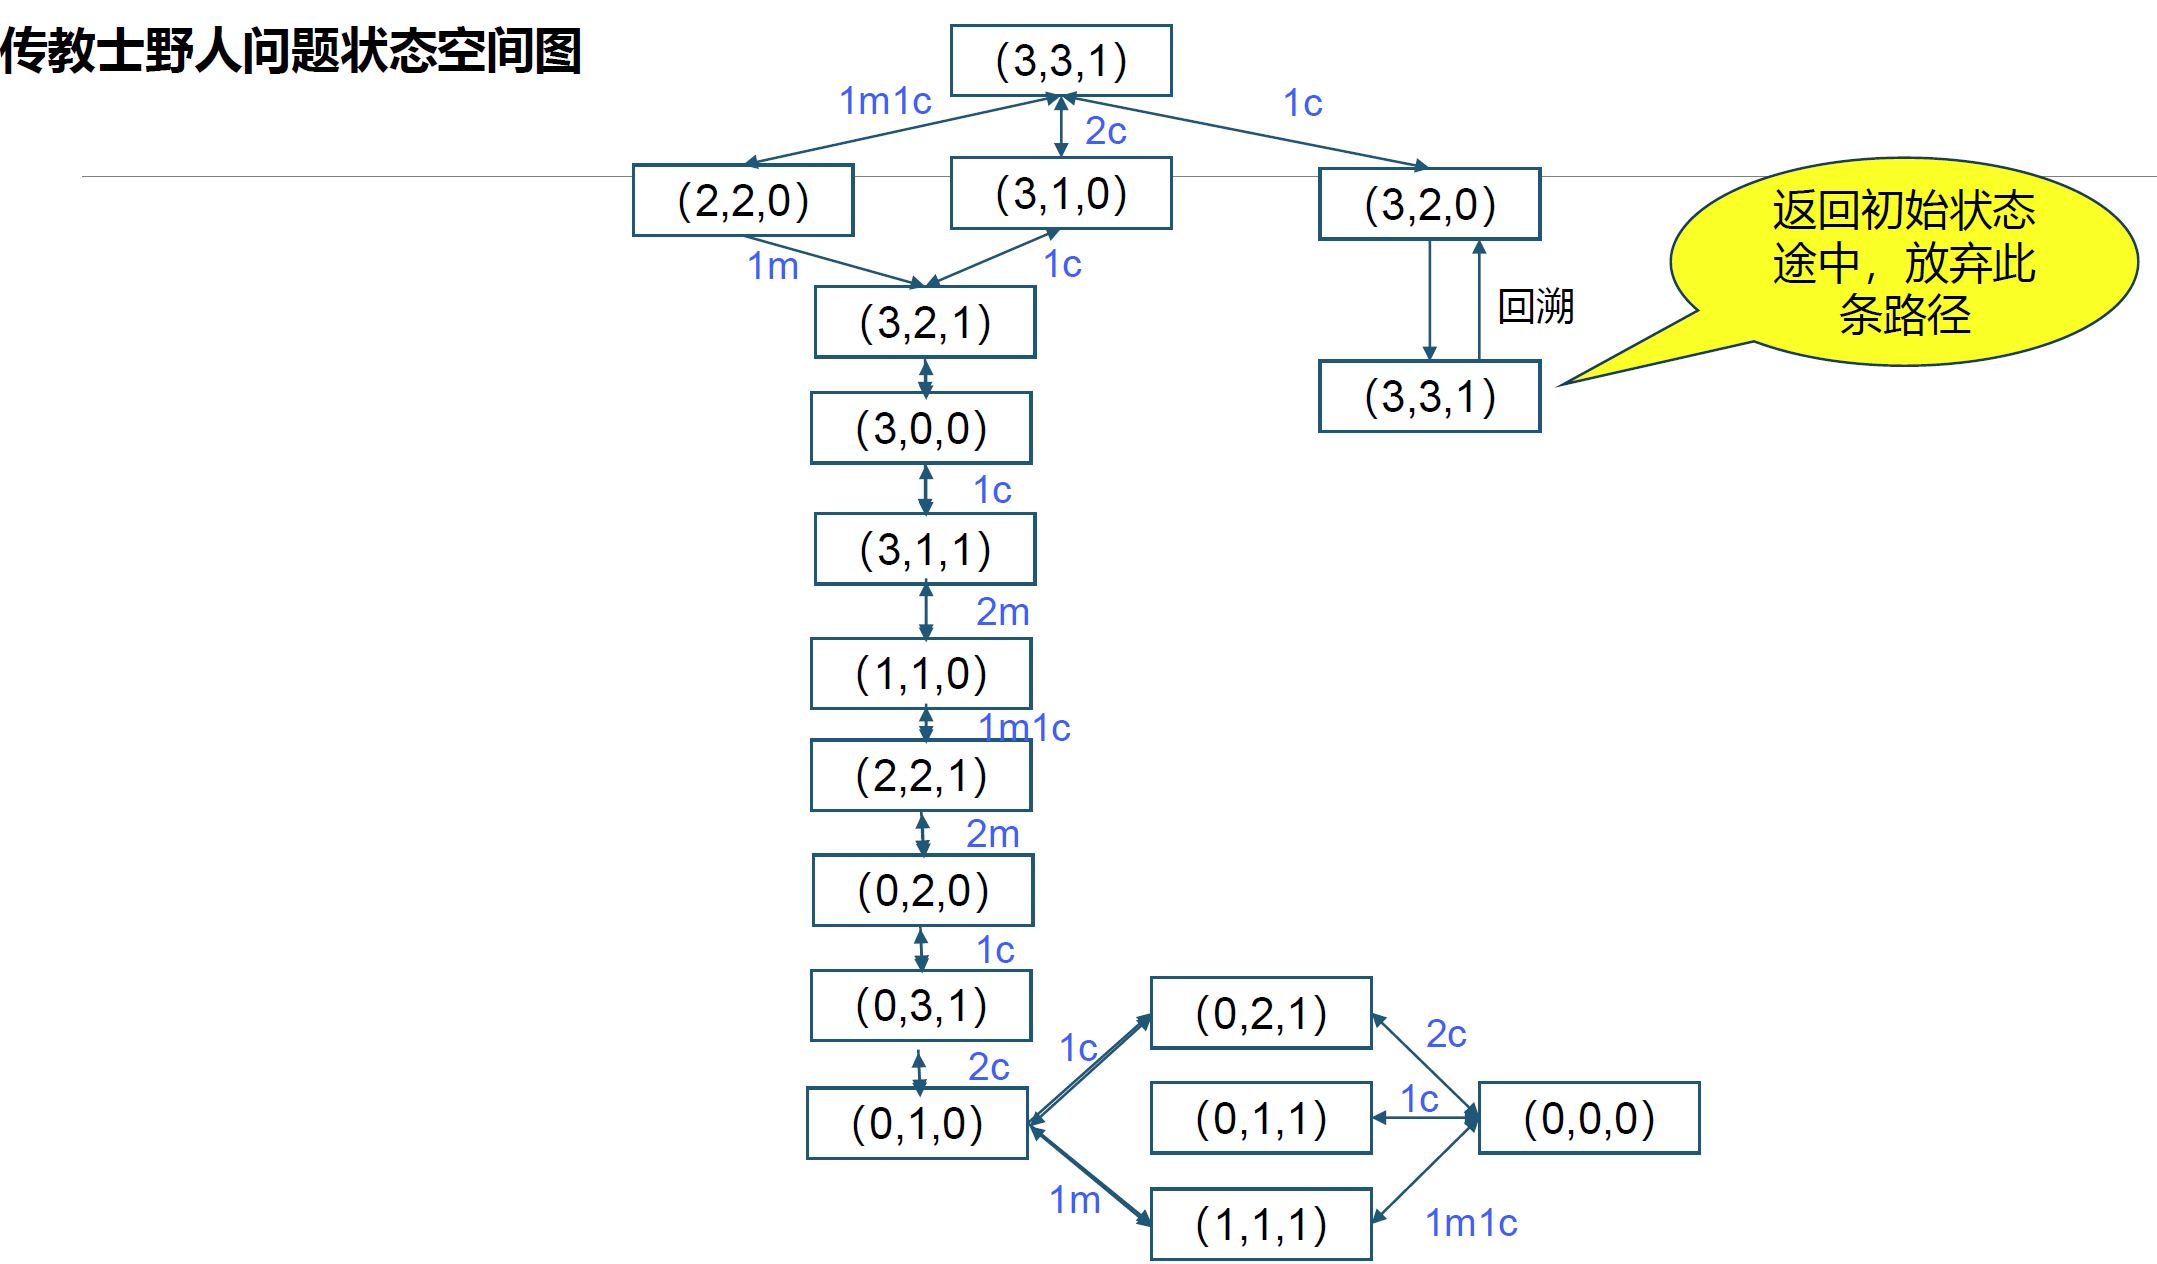 传教士野人问题状态空间图
(3,3,1)
1m1c
2c
1c
(2,2,0)
(3,1,0)
(3,2,0)
返回初始状态
途中，放弃此
条路径
1m
1c
回溯
(3,2,1)
(3,3,1)
(3,0,0)
1c
(3,1,1)
2m
(1,1,0)
1m1c
(2,2,1)
2m
(0,2,0)
1c
(0,3,1)
(0,2,1)
2c
1c
2c
(0,1,0)
(0,1,1)
1c
(0,0,0)
1m
(1,1,1)
1m1c